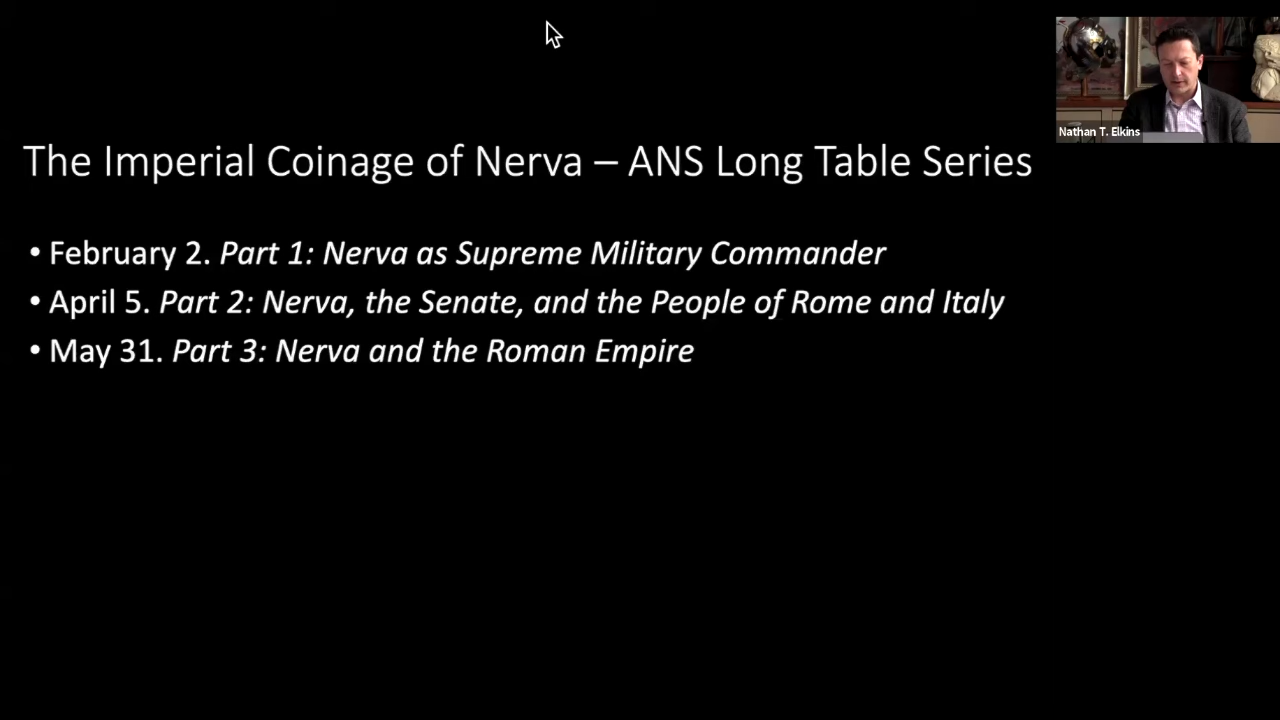 The Imperial Coinage of Nerva – ANS Long Table Series
• February 2. Part 1: Nerva as Supreme Military Commander
• April 5. Part 2: Nerva, the Senate, and the People of Rome and Italy
• May 31. Part 3: Nerva and the Roman Empire
Nathan T. Elkins